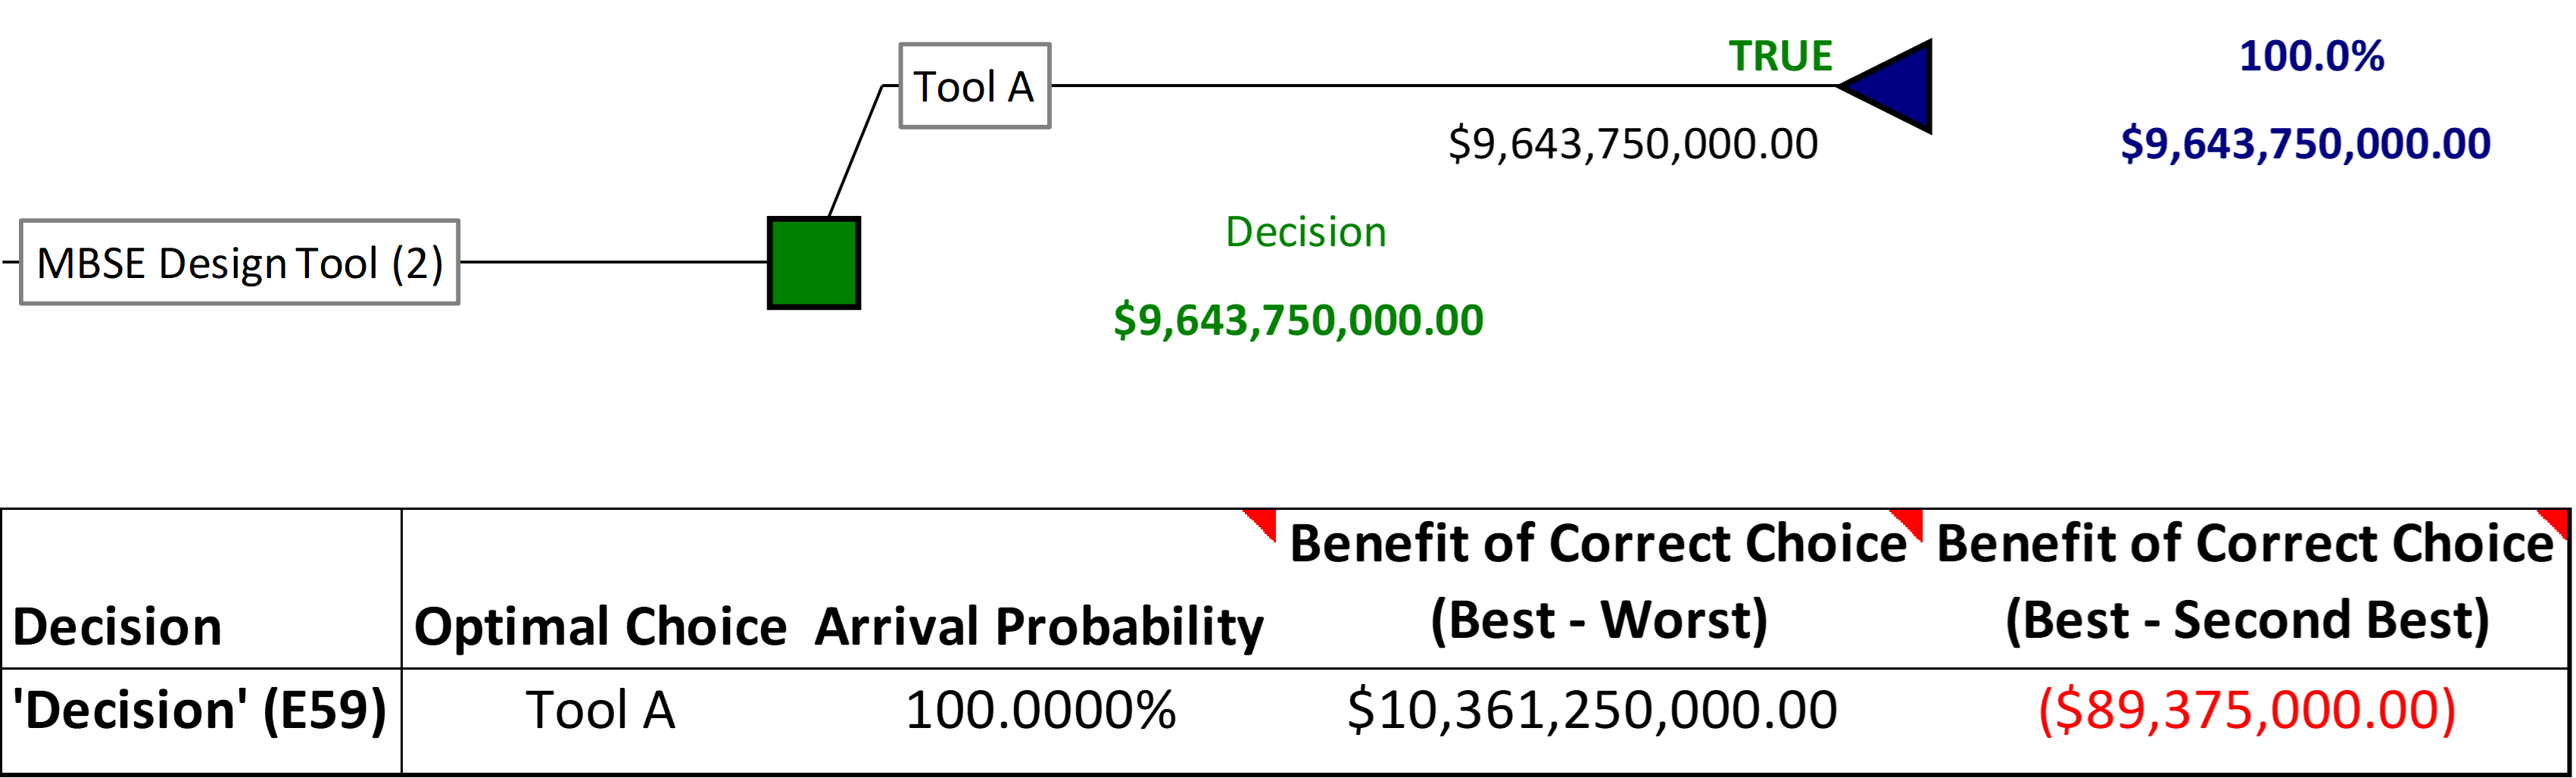 TRUE
100.0%
Tool A
$9,643,750,000.00
$9,643,750,000.00
Decision
MBSE Design Tool (2)
$9,643,750,000.00
Benefit of Correct Choice
Benefit of Correct Choice
Decision
Optimal Choice
Arrival Probability
(Best - Worst)
(Best - Second Best)
'Decision' (E59)
Tool A
100.0000%
$10,361,250,000.00
($89,375,000.00)